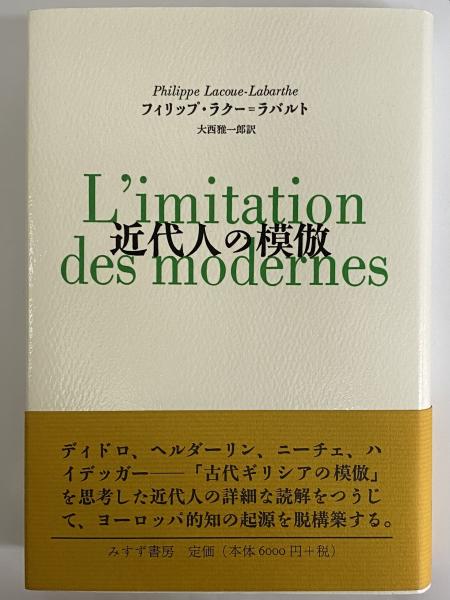 Philippe Lacoue-Labarthe
フィリップ・ラクー=ラバルト
大西雅一郎訳
L'imitation
近代人の模倣
des modernes
ディドロ、ヘルダーリン、ニーチェ、ハ
イデッガー——「古代ギリシアの模倣」
を思考した近代人の詳細な読解をつうじ
て、ヨーロッパ的知の起源を脱構築する。
みすず書房 定価(本体6000円+税)